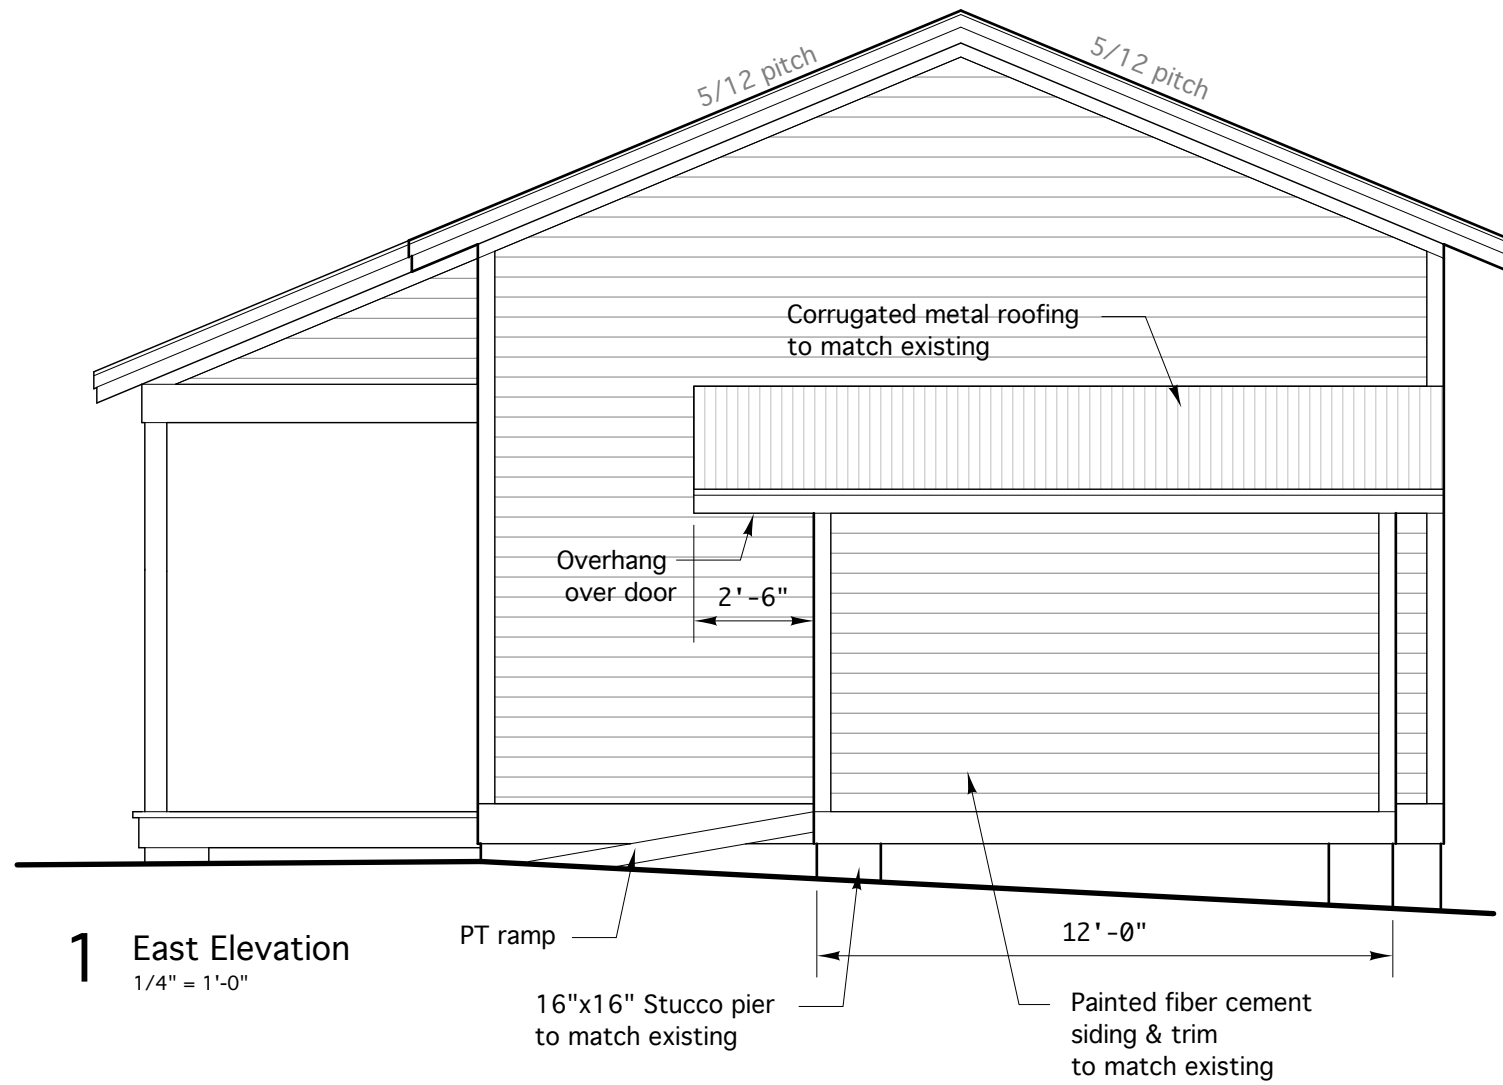 5/12 pitch
5/12 pitch
Corrugated metal roofing
to match existing
Overhang
over door
2'-6"
12'-0"
PT ramp
1 East Elevation
1/4" = 1'-0"
16"x16" Stucco pier
to match existing
Painted fiber cement
siding & trim
to match existing